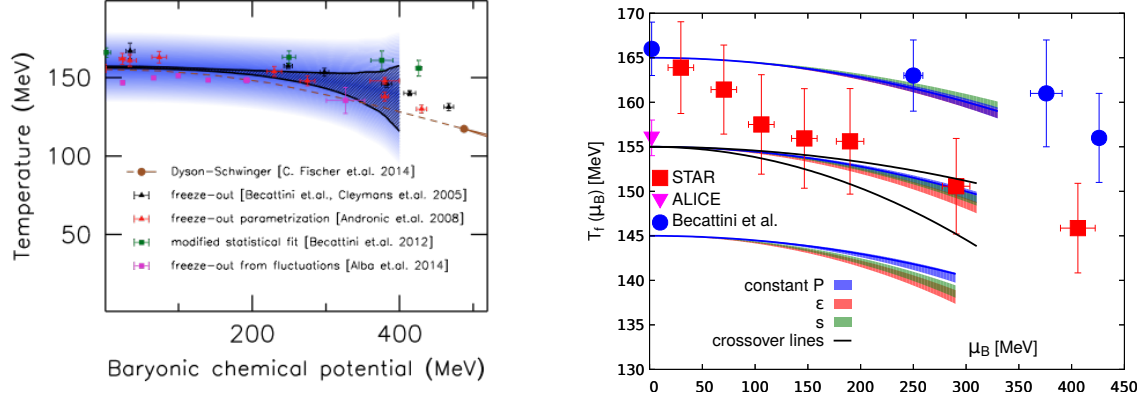 Temperature (MeV)
150
100
50
Dyson-Schwinger [C. Fischer et.al. 2014]
freeze-out [Becattini et.al., Cleymans et.al. 2005]
freeze-out parametrization [Andronic et.al. 2008]
modified statistical fit [Becattini et.al. 2012]
freeze-out from fluctuations [Alba et.al. 2014]
200
400
Baryonic chemical potential (MeV)
T_f (μ_B) [MeV]
170
165
160
155
150
145
140
135
130
STAR
ALICE
Becattini et al.
constant P
ε
s
crossover lines
μ_B [MeV]
0 50 100 150 200 250 300 350 400 450